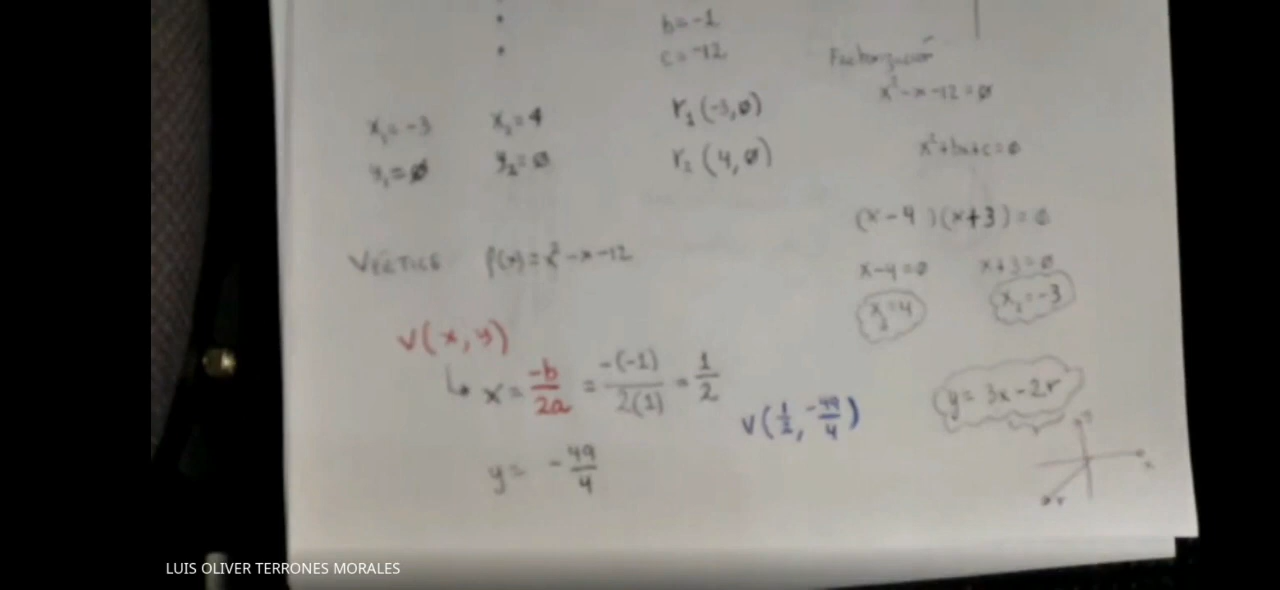 b=-1
c=-12
Factorización
x²-x-12=0
x₁=-3 x₂=4 r₁(-3,0)
y₁=0 y₂=0 r₂(4,0)
x²+bx+c=0
(x-4)(x+3)=0
x-4=0 x+3=0
x₂=-3
VÉRTICE f(x)=x²-x-12
V(x,y)
x=-b/2a = -(-1)/2(1) = 1/2
V(1/2, -49/4)
y= -49/4
y=3x-2r
x
r
LUIS OLIVER TERRONES MORALES